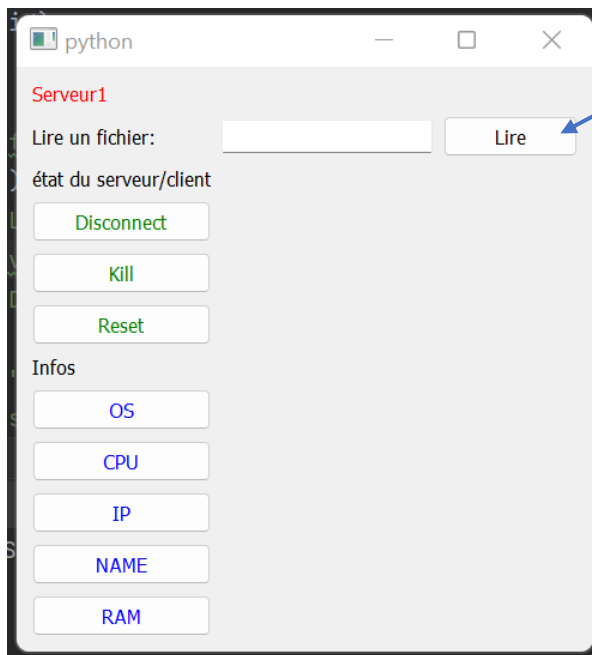 python
Serveur1
Lire un fichier: Lire
état du serveur/client
Disconnect
Kill
Reset
Infos
OS
CPU
IP
NAME
RAM